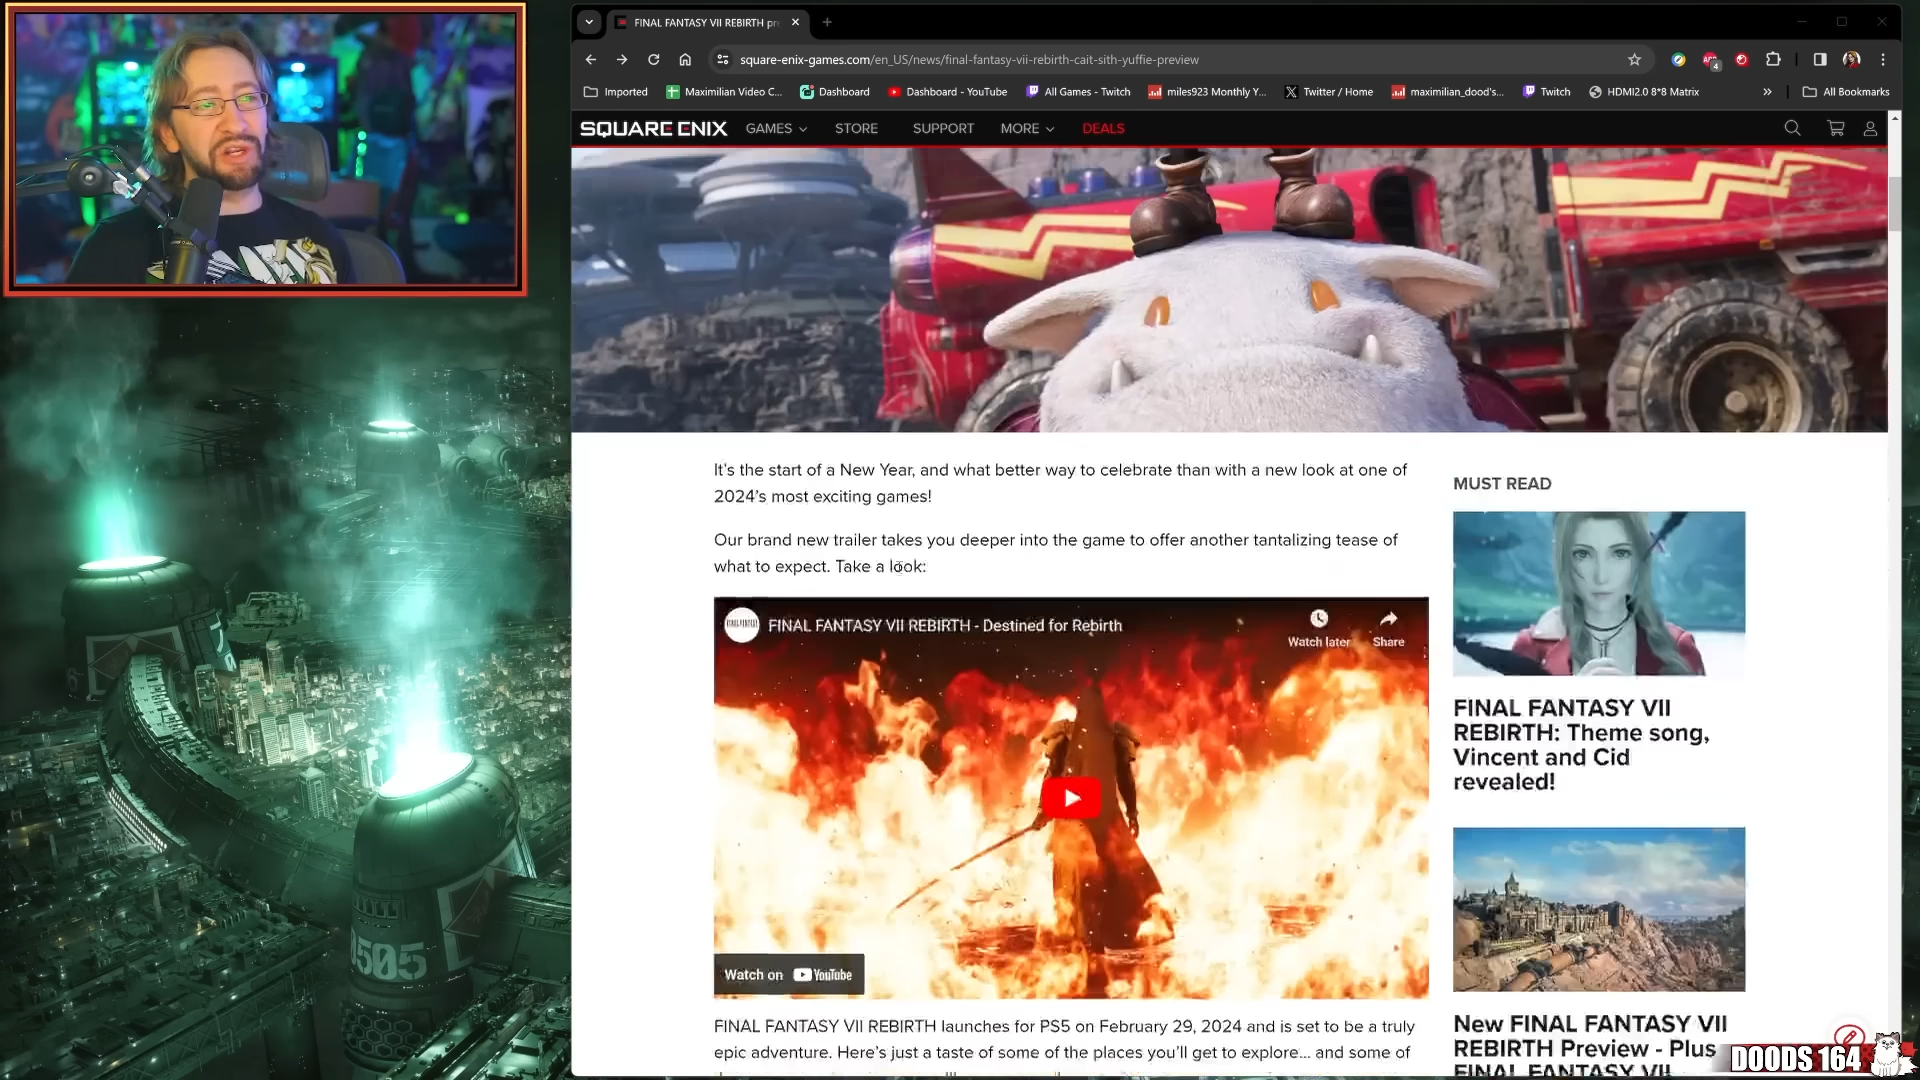 FINAL FANTASY VII REBIRTH pr
square-enix-games.com/en_US/news/final-fantasy-vii-rebirth-cait-sith-yuffie-preview
Imported
Maximilian Video C...
Dashboard
Dashboard - YouTube
All Games - Twitch
miles923 Monthly Y...
Twitter / Home
maximilian_dood's...
Twitch
HDMI2.0 8*8 Matrix
»
All Bookmarks
SQUARE ENIX
GAMES
STORE
SUPPORT
MORE
DEALS
It's the start of a New Year, and what better way to celebrate than with a new look at one of
2024's most exciting games!
Our brand new trailer takes you deeper into the game to offer another tantalizing tease of
what to expect. Take a look:
FINAL FANTASY VII REBIRTH - Destined for Rebirth
Watch later
Share
Watch on YouTube
FINAL FANTASY VII REBIRTH launches for PS5 on February 29, 2024 and is set to be a truly
epic adventure. Here's just a taste of some of the places you'll get to explore... and some of
MUST READ
FINAL FANTASY VII
REBIRTH: Theme song,
Vincent and Cid
revealed!
New FINAL FANTASY VII
REBIRTH Preview - Plus
FINAL FANTASY VII
0505
DOODS 164